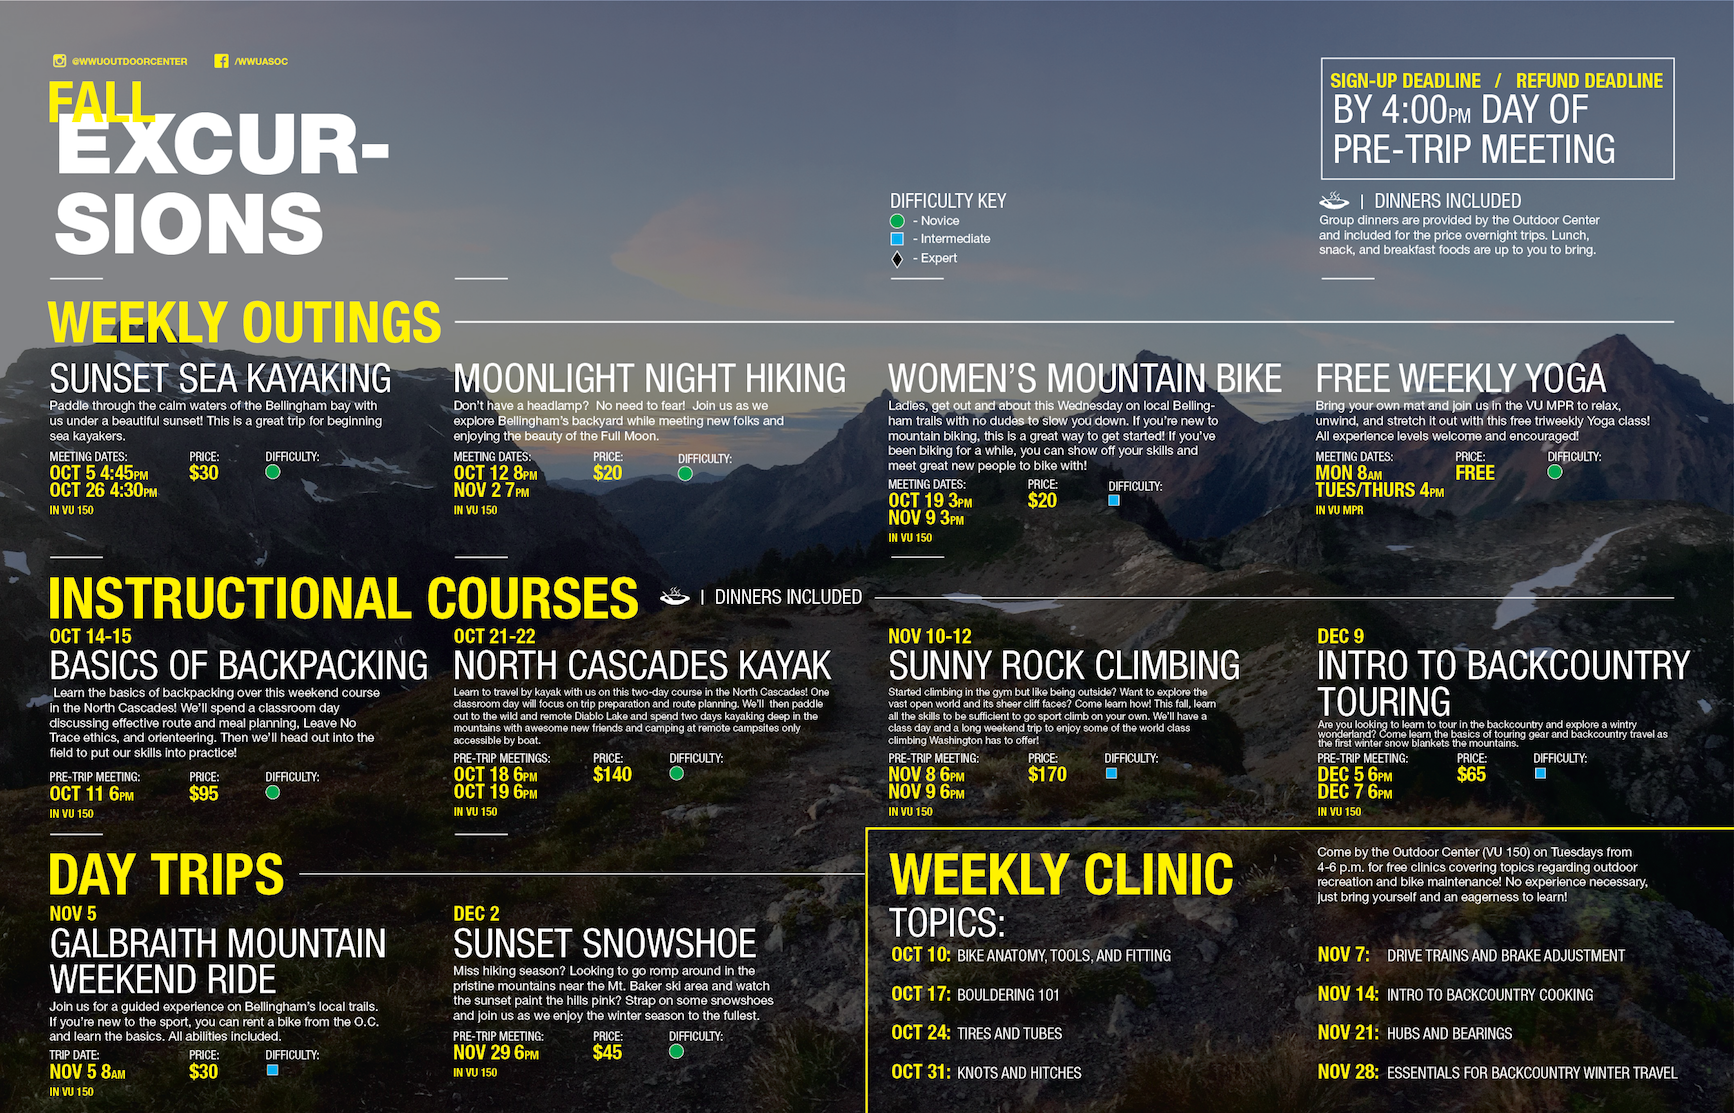 @WWUOUTDOORCENTER
/WWUASOC
FALL
EXCUR-
SIONS
SIGN-UP DEADLINE / REFUND DEADLINE
BY 4:00PM DAY OF
PRE-TRIP MEETING
DIFFICULTY KEY
- Novice
- Intermediate
- Expert
| DINNERS INCLUDED
Group dinners are provided by the Outdoor Center
and included for the price overnight trips. Lunch,
snack, and breakfast foods are up to you to bring.
WEEKLY OUTINGS
SUNSET SEA KAYAKING
Paddle through the calm waters of the Bellingham bay with
us under a beautiful sunset! This is a great trip for beginning
sea kayakers.
MEETING DATES: PRICE: DIFFICULTY:
OCT 5 4:45PM $30
OCT 26 4:30PM
IN VU 150
MOONLIGHT NIGHT HIKING
Don't have a headlamp? No need to fear! Join us as we
explore Bellingham's backyard while meeting new folks and
enjoying the beauty of the Full Moon.
MEETING DATES: PRICE: DIFFICULTY:
OCT 12 8PM $20
NOV 2 7PM
IN VU 150
WOMEN'S MOUNTAIN BIKE
Ladies, get out and about this Wednesday on local Belling-
ham trails with no dudes to slow you down. If you're new to
mountain biking, this is a great way to get started! If you've
been biking for a while, you can show off your skills and
meet great new people to bike with!
MEETING DATES: PRICE: DIFFICULTY:
OCT 19 3PM $20
NOV 9 3PM
IN VU 150
FREE WEEKLY YOGA
Bring your own mat and join us in the VU MPR to relax,
unwind, and stretch it out with this free triweekly Yoga class!
All experience levels welcome and encouraged!
MEETING DATES: PRICE: DIFFICULTY:
MON 8AM FREE
TUES/THURS 4PM
IN VU MPR
INSTRUCTIONAL COURSES | DINNERS INCLUDED
OCT 14-15
BASICS OF BACKPACKING
Learn the basics of backpacking over this weekend course
in the North Cascades! We'll spend a classroom day
discussing effective route and meal planning, Leave No
Trace ethics, and orienteering. Then we'll head out into the
field to put our skills into practice!
PRE-TRIP MEETING: PRICE: DIFFICULTY:
OCT 11 6PM $95
IN VU 150
OCT 21-22
NORTH CASCADES KAYAK
Learn to travel by kayak with us on this two-day course in the North Cascades! One
classroom day will focus on trip preparation and route planning. We'll then paddle
out to the wild and remote Diablo Lake and spend two days kayaking deep in the
mountains with awesome new friends and camping at remote campsites only
accessible by boat.
PRE-TRIP MEETINGS: PRICE: DIFFICULTY:
OCT 18 6PM $140
OCT 19 6PM
IN VU 150
NOV 10-12
SUNNY ROCK CLIMBING
Started climbing in the gym but like being outside? Want to explore the
vast open world and its sheer cliff faces? Come learn how! This fall, learn
all the skills to be sufficient to go sport climb on your own. We'll have a
class day and a long weekend trip to enjoy some of the world class
climbing Washington has to offer!
PRE-TRIP MEETING: PRICE: DIFFICULTY:
NOV 8 6PM $170
NOV 9 6PM
IN VU 150
DEC 9
INTRO TO BACKCOUNTRY
TOURING
Are you looking to learn to tour in the backcountry and explore a wintry
wonderland? Come learn the basics of touring gear and backcountry travel as
the first winter snow blankets the mountains.
PRE-TRIP MEETING: PRICE: DIFFICULTY:
DEC 5 6PM $65
DEC 7 6PM
IN VU 150
DAY TRIPS
NOV 5
GALBRAITH MOUNTAIN
WEEKEND RIDE
Join us for a guided experience on Bellingham's local trails.
If you're new to the sport, you can rent a bike from the O.C.
and learn the basics. All abilities included.
TRIP DATE: PRICE: DIFFICULTY:
NOV 5 8AM $30
IN VU 150
DEC 2
SUNSET SNOWSHOE
Miss hiking season? Looking to go romp around in the
pristine mountains near the Mt. Baker ski area and watch
the sunset paint the hills pink? Strap on some snowshoes
and join us as we enjoy the winter season to the fullest.
PRE-TRIP MEETING: PRICE: DIFFICULTY:
NOV 29 6PM $45
IN VU 150
WEEKLY CLINIC
TOPICS:
Come by the Outdoor Center (VU 150) on Tuesdays from
4-6 p.m. for free clinics covering topics regarding outdoor
recreation and bike maintenance! No experience necessary,
just bring yourself and an eagerness to learn!
OCT 10: BIKE ANATOMY, TOOLS, AND FITTING
OCT 17: BOULDERING 101
OCT 24: TIRES AND TUBES
OCT 31: KNOTS AND HITCHES
NOV 7: DRIVE TRAINS AND BRAKE ADJUSTMENT
NOV 14: INTRO TO BACKCOUNTRY COOKING
NOV 21: HUBS AND BEARINGS
NOV 28: ESSENTIALS FOR BACKCOUNTRY WINTER TRAVEL